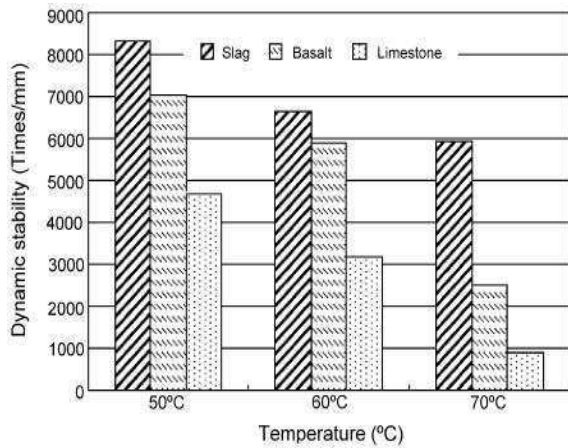 9000
8000
7000
6000
5000
4000
3000
2000
1000
0
Dynamic stability (Times/mm)
Slag Basalt Limestone
50ºC 60ºC 70ºC
Temperature (ºC)